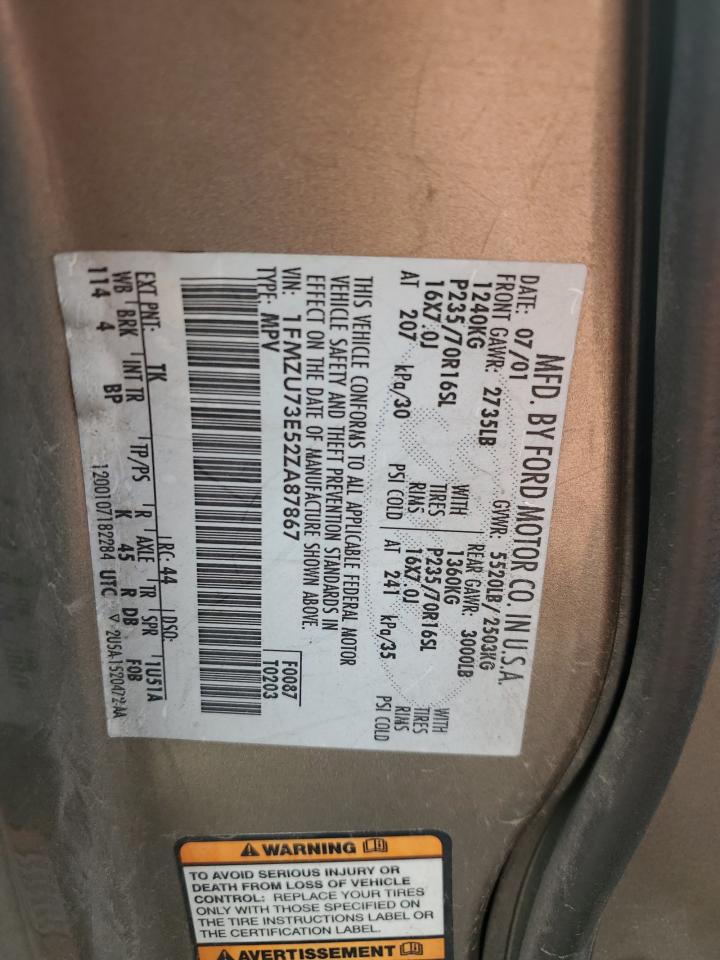 MFD. BY FORD MOTOR CO. IN U.S.A.
DATE: 07/01 GVWR: 5520LB/ 2503KG
FRONT GAWR: 2735LB REAR GAWR: 3000LB
1240KG WITH 1360KG WITH
P235/70R16SL TIRES P235/70R16SL TIRES
16X7.0J RIMS 16X7.0J RIMS
AT 207 kPa/30 PSI COLD AT 241 kPa/35 PSI COLD
THIS VEHICLE CONFORMS TO ALL APPLICABLE FEDERAL MOTOR
VEHICLE SAFETY AND THEFT PREVENTION STANDARDS IN
EFFECT ON THE DATE OF MANUFACTURE SHOWN ABOVE.
VIN: 1FMZU73E52ZA87867 F0087
TYPE: MPV T0203
EXT PNT: TK RC: 44 DSO:
WB BRK INT TR TP/PS R AXLE TR SPR 1U51A
114 4 BP K 45 R DB F0B
1200107182284 UTC ▽ 2U5A 1520472-AA
⚠ WARNING
TO AVOID SERIOUS INJURY OR
DEATH FROM LOSS OF VEHICLE
CONTROL: REPLACE YOUR TIRES
ONLY WITH THOSE SPECIFIED ON
THE TIRE INSTRUCTIONS LABEL OR
THE CERTIFICATION LABEL.
⚠ AVERTISSEMENT